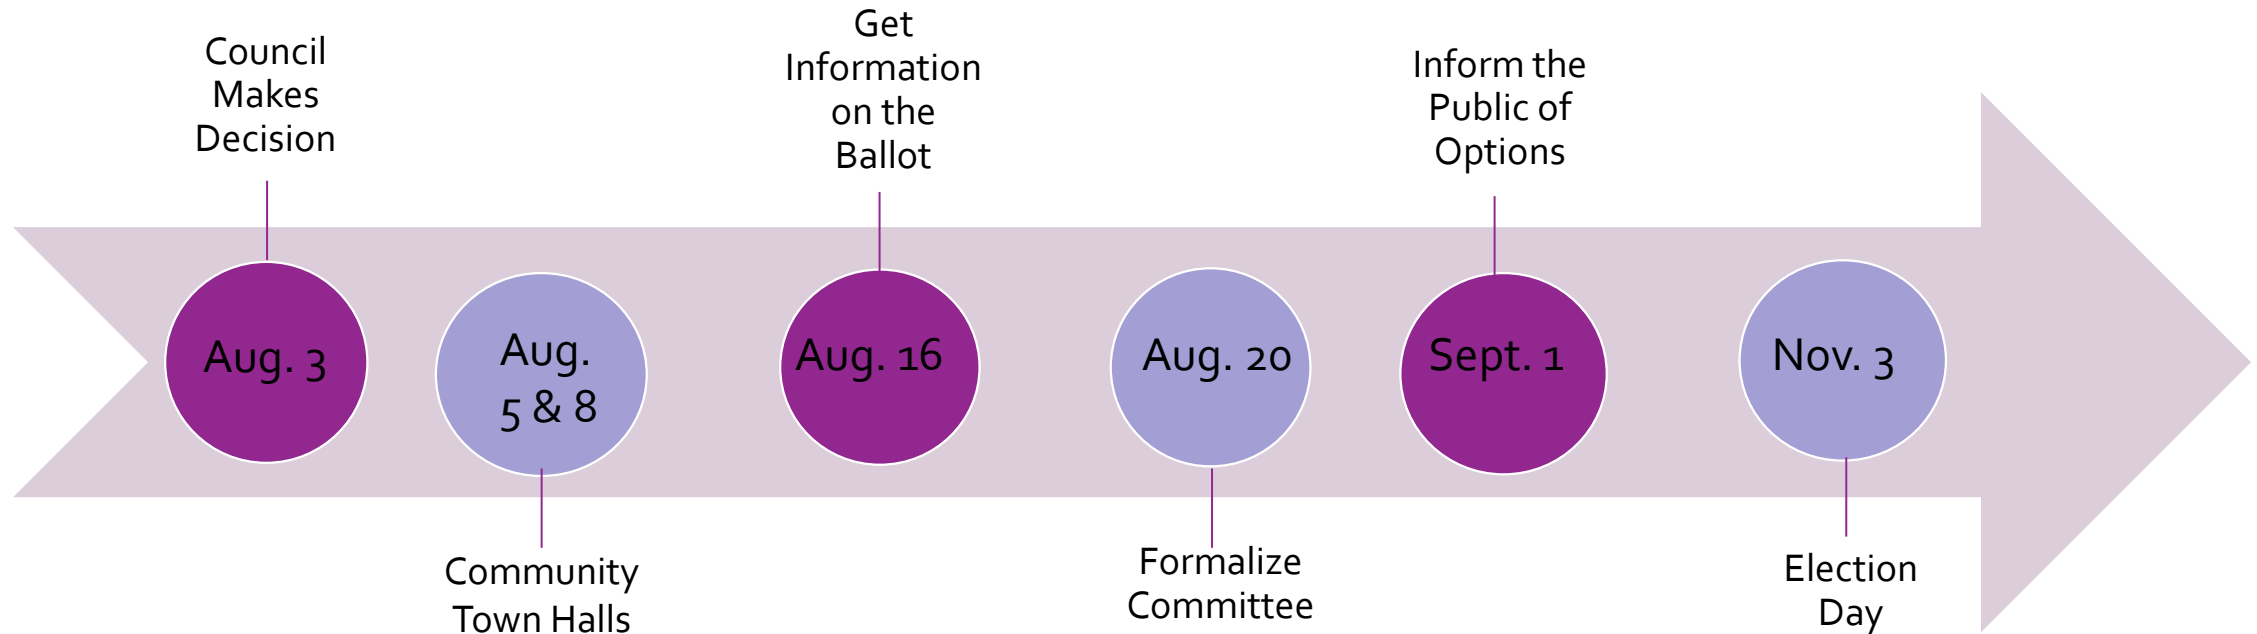 Council
Makes
Decision
Get
Information
on the
Ballot
Inform the
Public of
Options
Aug. 3
Aug.
5 & 8
Aug. 16
Aug. 20
Sept. 1
Nov. 3
Community
Town Halls
Formalize
Committee
Election
Day